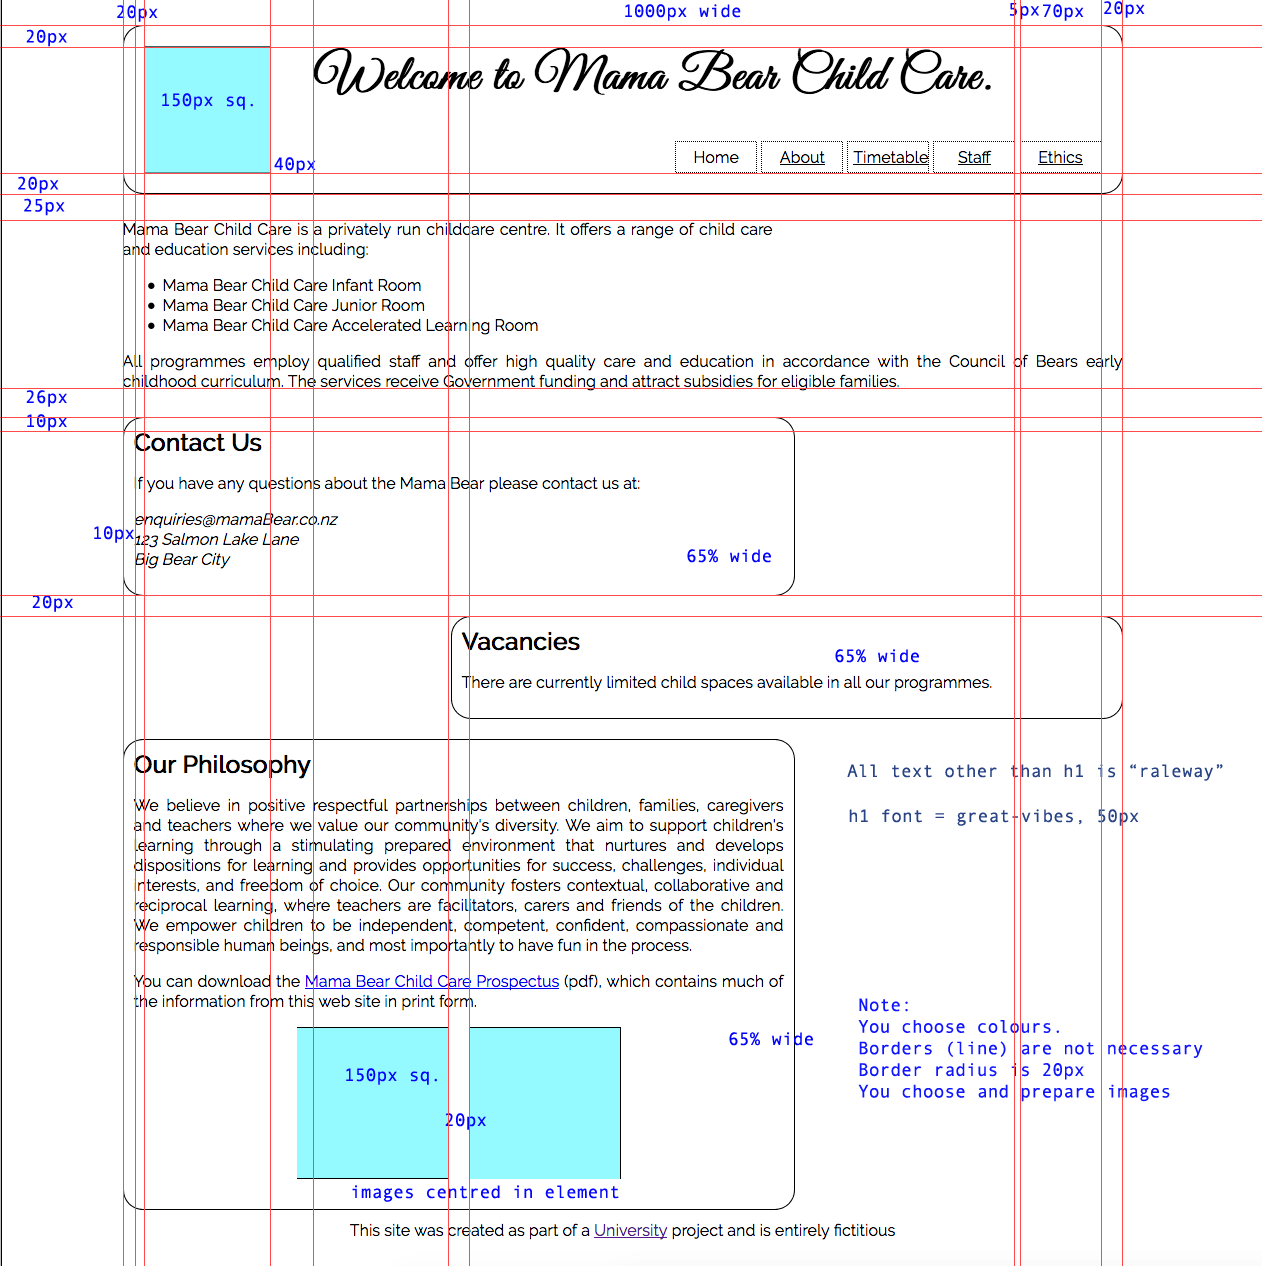 20px
1000px wide
5px70px
20px
20px
Welcome to Mama Bear Child Care.
150px sq.
40px
Home
About
Timetable
Staff
Ethics
20px
25px
Mama Bear Child Care is a privately run childcare centre. It offers a range of child care
and education services including:
Mama Bear Child Care Infant Room
Mama Bear Child Care Junior Room
Mama Bear Child Care Accelerated Learning Room
All programmes employ qualified staff and offer high quality care and education in accordance with the Council of Bears early
childhood curriculum. The services receive Government funding and attract subsidies for eligible families.
26px
10px
Contact Us
If you have any questions about the Mama Bear please contact us at:
enquiries@mamaBear.co.nz
10px
123 Salmon Lake Lane
Big Bear City
65% wide
20px
Vacancies
65% wide
There are currently limited child spaces available in all our programmes.
Our Philosophy
All text other than h1 is “raleway”
h1 font = great-vibes, 50px
We believe in positive respectful partnerships between children, families, caregivers
and teachers where we value our community's diversity. We aim to support children's
learning through a stimulating prepared environment that nurtures and develops
dispositions for learning and provides opportunities for success, challenges, individual
interests, and freedom of choice. Our community fosters contextual, collaborative and
reciprocal learning, where teachers are facilitators, carers and friends of the children.
We empower children to be independent, competent, confident, compassionate and
responsible human beings, and most importantly to have fun in the process.
You can download the Mama Bear Child Care Prospectus (pdf), which contains much of
the information from this web site in print form.
Note:
You choose colours.
Borders (line) are not necessary
Border radius is 20px
You choose and prepare images
65% wide
150px sq.
20px
images centred in element
This site was created as part of a University project and is entirely fictitious